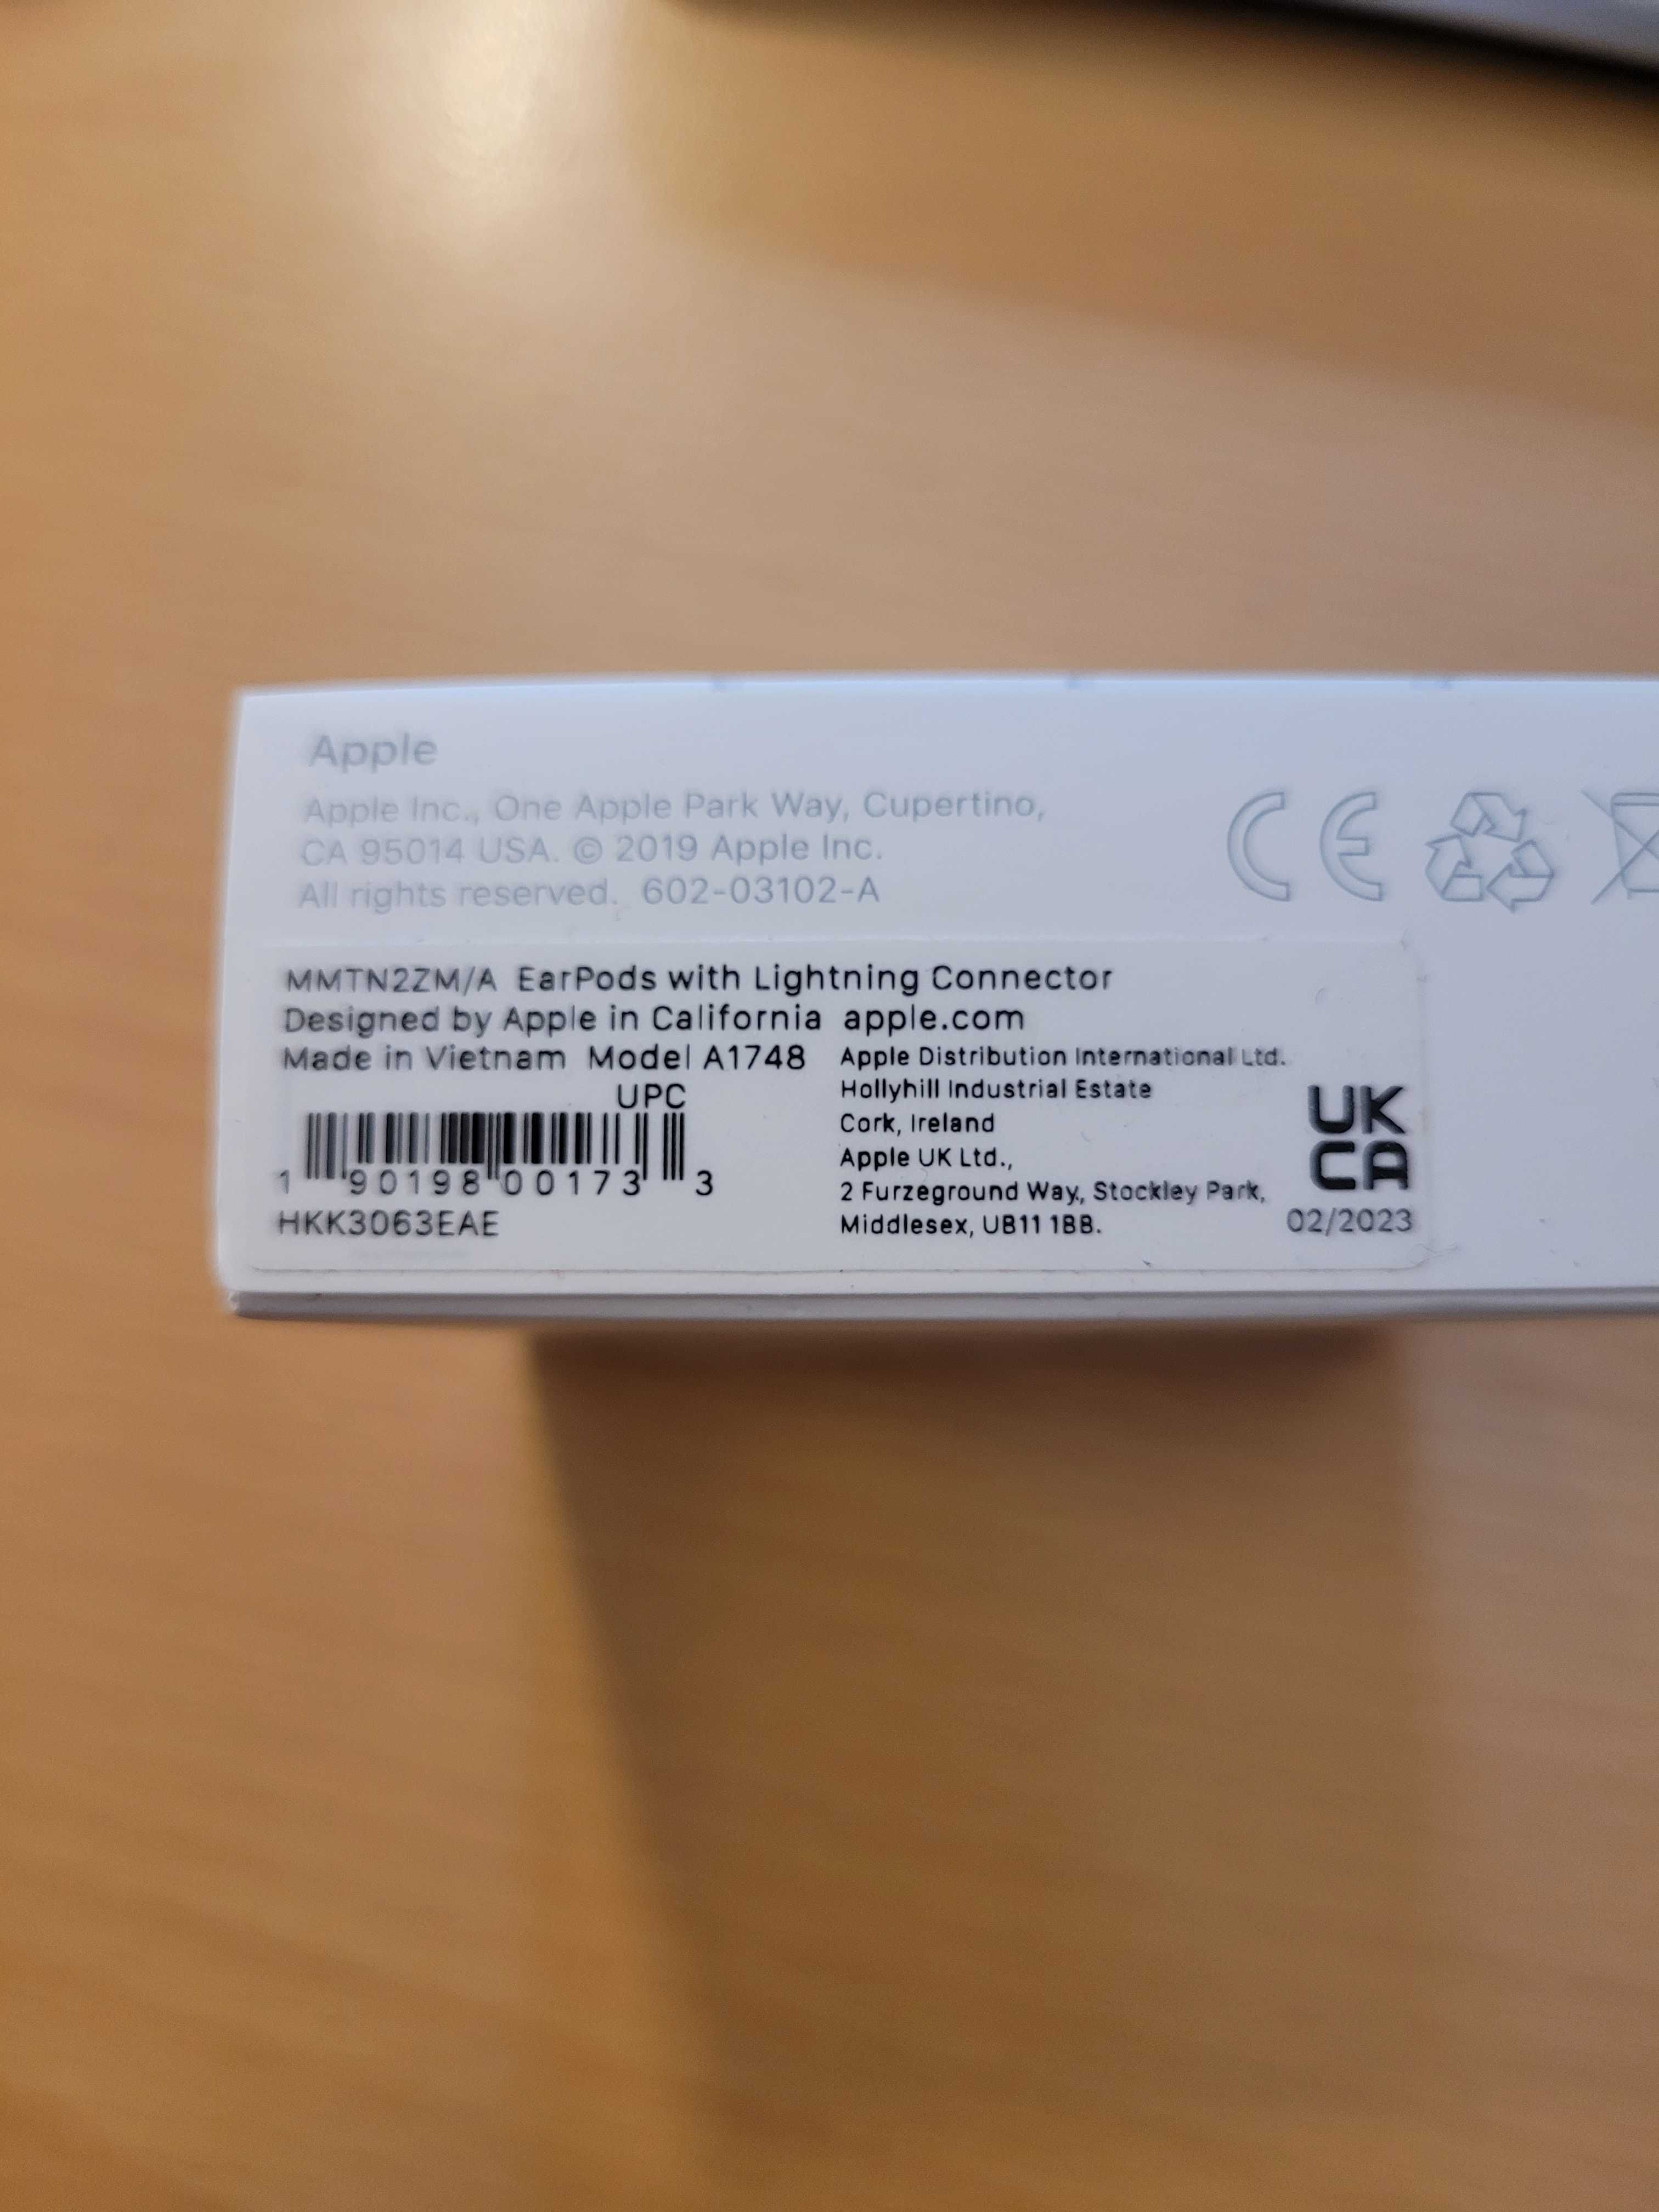 Apple
Apple Inc., One Apple Park Way, Cupertino,
CA 95014 USA. © 2019 Apple Inc.
All rights reserved. 602-03102-A
CE
MMTN2ZM/A EarPods with Lightning Connector
Designed by Apple in California apple.com
Made in Vietnam Model A1748
UPC
1 90198 00173 3
HKK3063EAE
Apple Distribution International Ltd.
Hollyhill Industrial Estate
Cork, Ireland
Apple UK Ltd.,
2 Furzeground Way, Stockley Park,
Middlesex, UB11 1BB.
UK
CA
02/2023